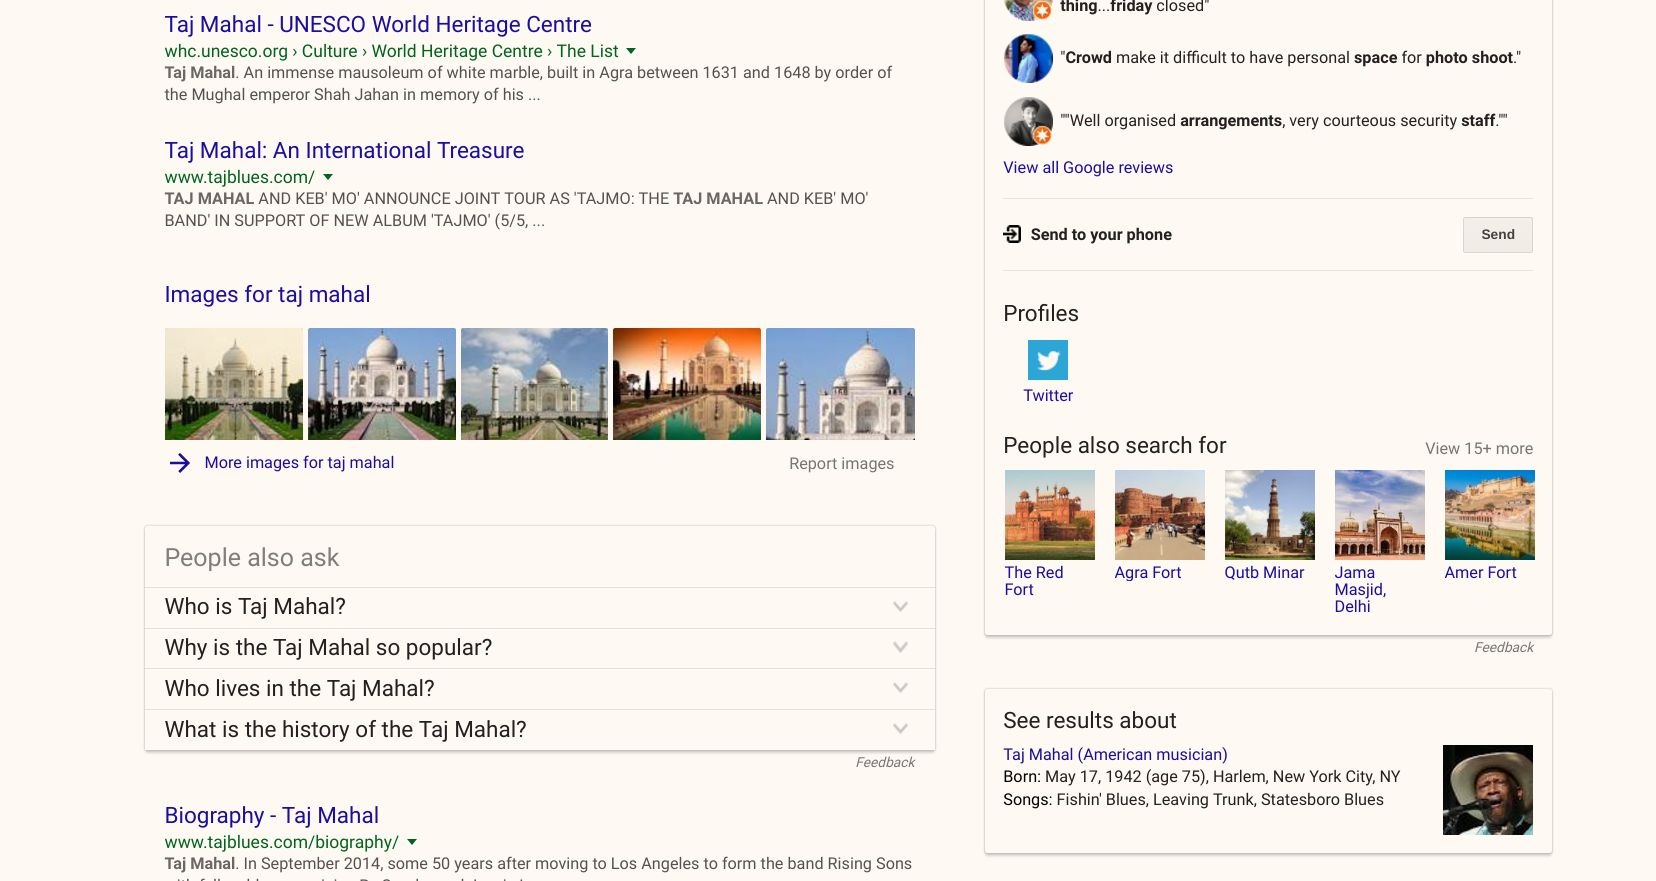 Taj Mahal - UNESCO World Heritage Centre
whc.unesco.org › Culture › World Heritage Centre › The List
Taj Mahal. An immense mausoleum of white marble, built in Agra between 1631 and 1648 by order of
the Mughal emperor Shah Jahan in memory of his ...
Taj Mahal: An International Treasure
www.tajblues.com/
TAJ MAHAL AND KEB' MO' ANNOUNCE JOINT TOUR AS 'TAJMO: THE TAJ MAHAL AND KEB' MO'
BAND' IN SUPPORT OF NEW ALBUM 'TAJMO' (5/5, ...
Images for taj mahal
More images for taj mahal
Report images
People also ask
Who is Taj Mahal?
Why is the Taj Mahal so popular?
Who lives in the Taj Mahal?
What is the history of the Taj Mahal?
Feedback
Biography - Taj Mahal
www.tajblues.com/biography/
Taj Mahal. In September 2014, some 50 years after moving to Los Angeles to form the band Rising Sons
thing...friday closed"
"Crowd make it difficult to have personal space for photo shoot."
""Well organised arrangements, very courteous security staff.""
View all Google reviews
Send to your phone
Send
Profiles
Twitter
People also search for
View 15+ more
The Red
Fort
Agra Fort
Qutb Minar
Jama
Masjid,
Delhi
Amer Fort
Feedback
See results about
Taj Mahal (American musician)
Born: May 17, 1942 (age 75), Harlem, New York City, NY
Songs: Fishin' Blues, Leaving Trunk, Statesboro Blues